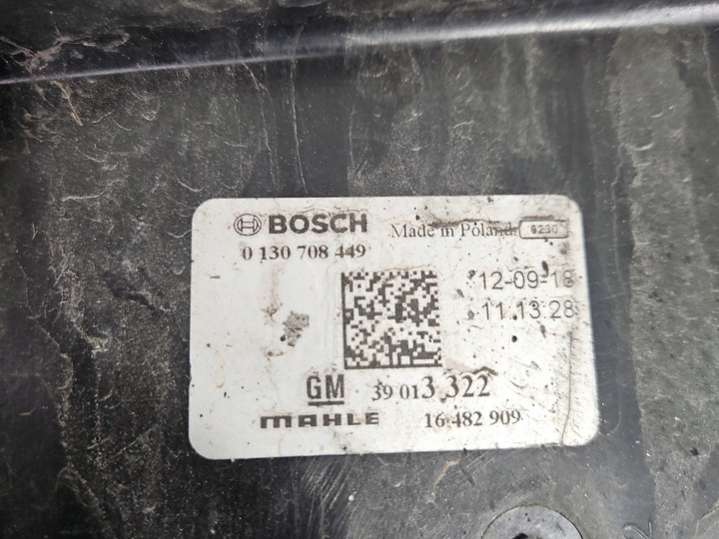 BOSCH Made in Poland
0 130 708 449
12-09-18
11.13.28
GM 39 013 322
MAHLE 16 482 909